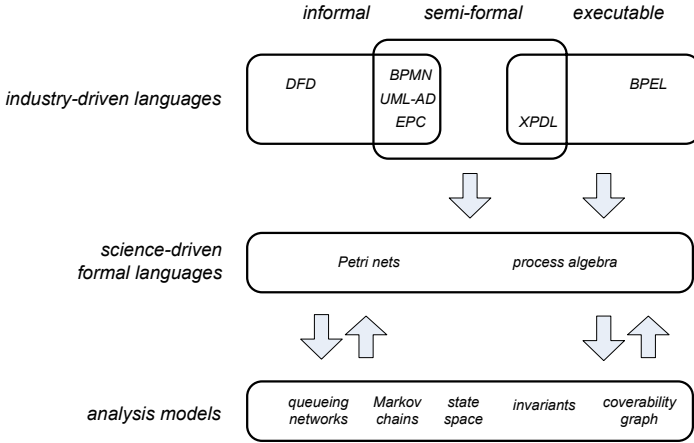 informal semi-formal executable
industry-driven languages
DFD
BPMN
UML-AD
EPC
XPDL
BPEL
science-driven
formal languages
Petri nets
process algebra
analysis models
queueing
networks
Markov
chains
state
space
invariants
coverability
graph